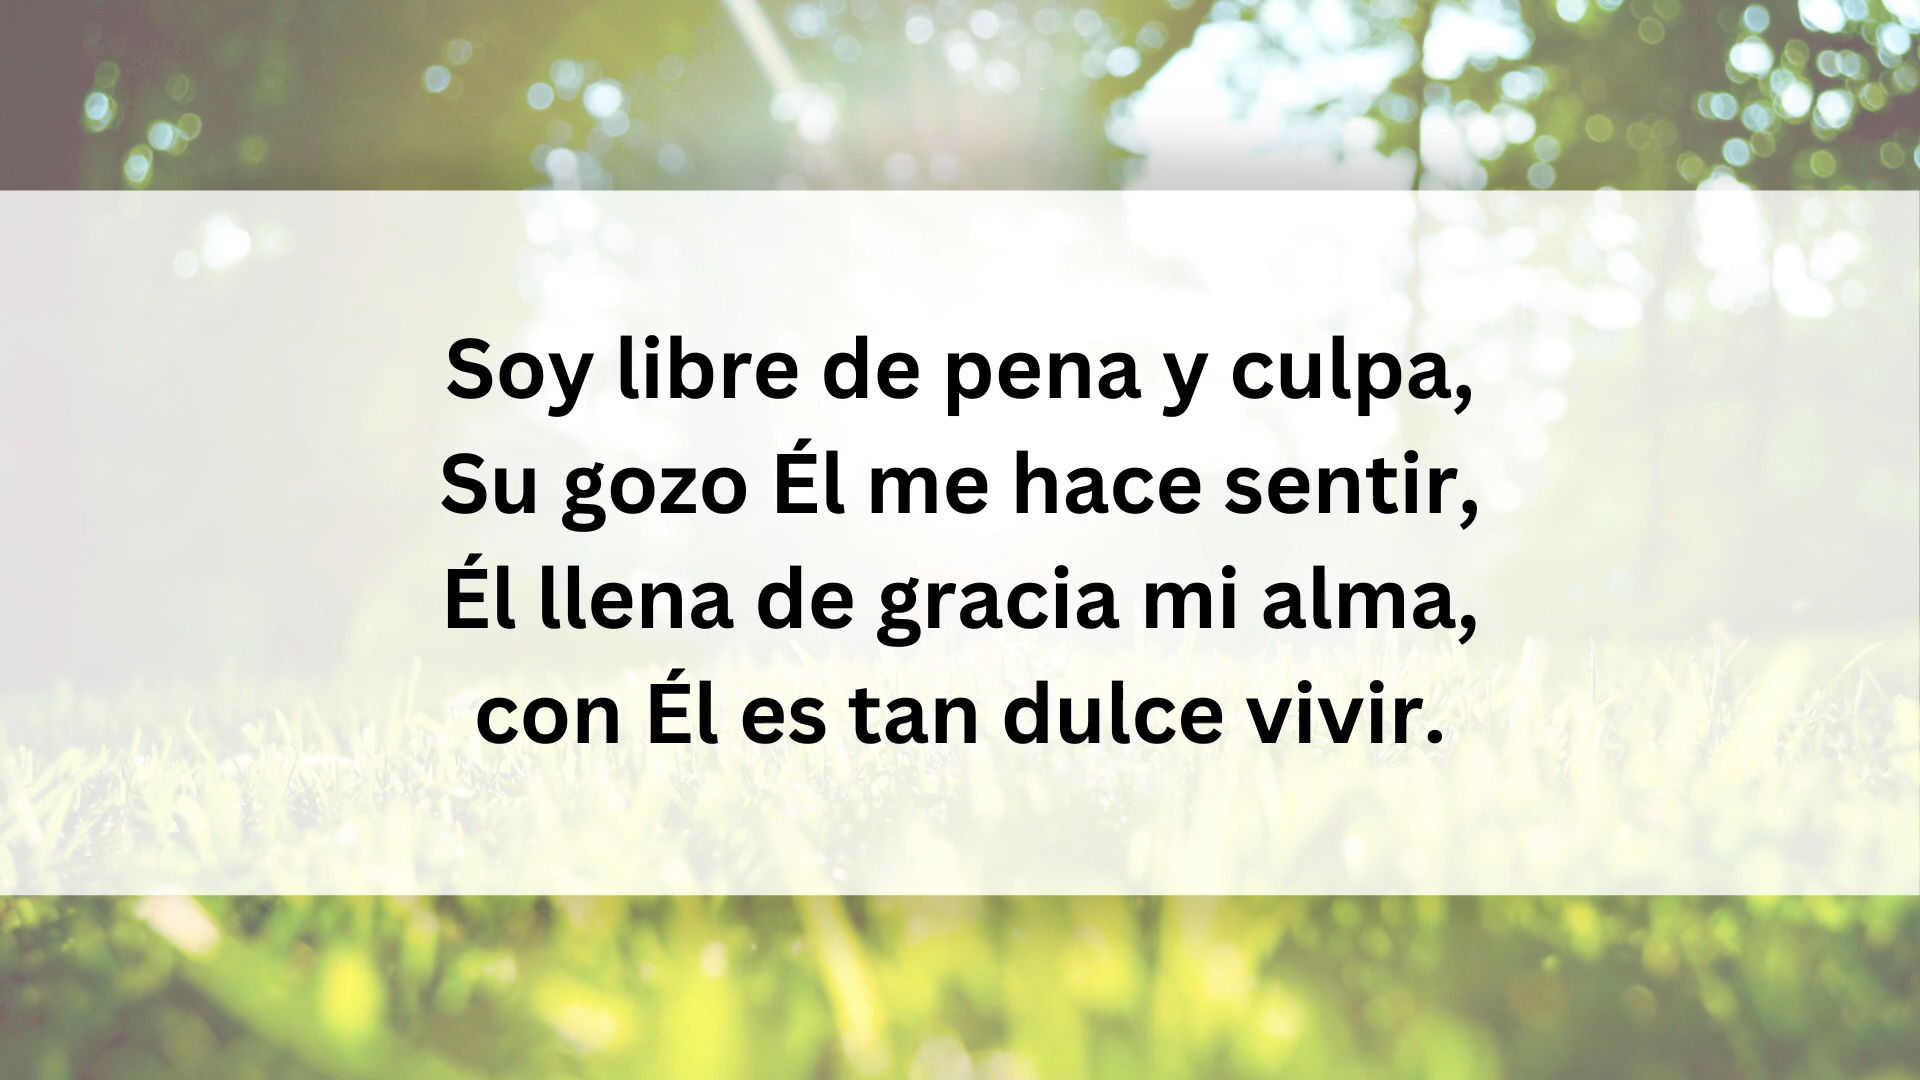 Soy libre de pena y culpa,
Su gozo Él me hace sentir,
Él llena de gracia mi alma,
con Él es tan dulce vivir.